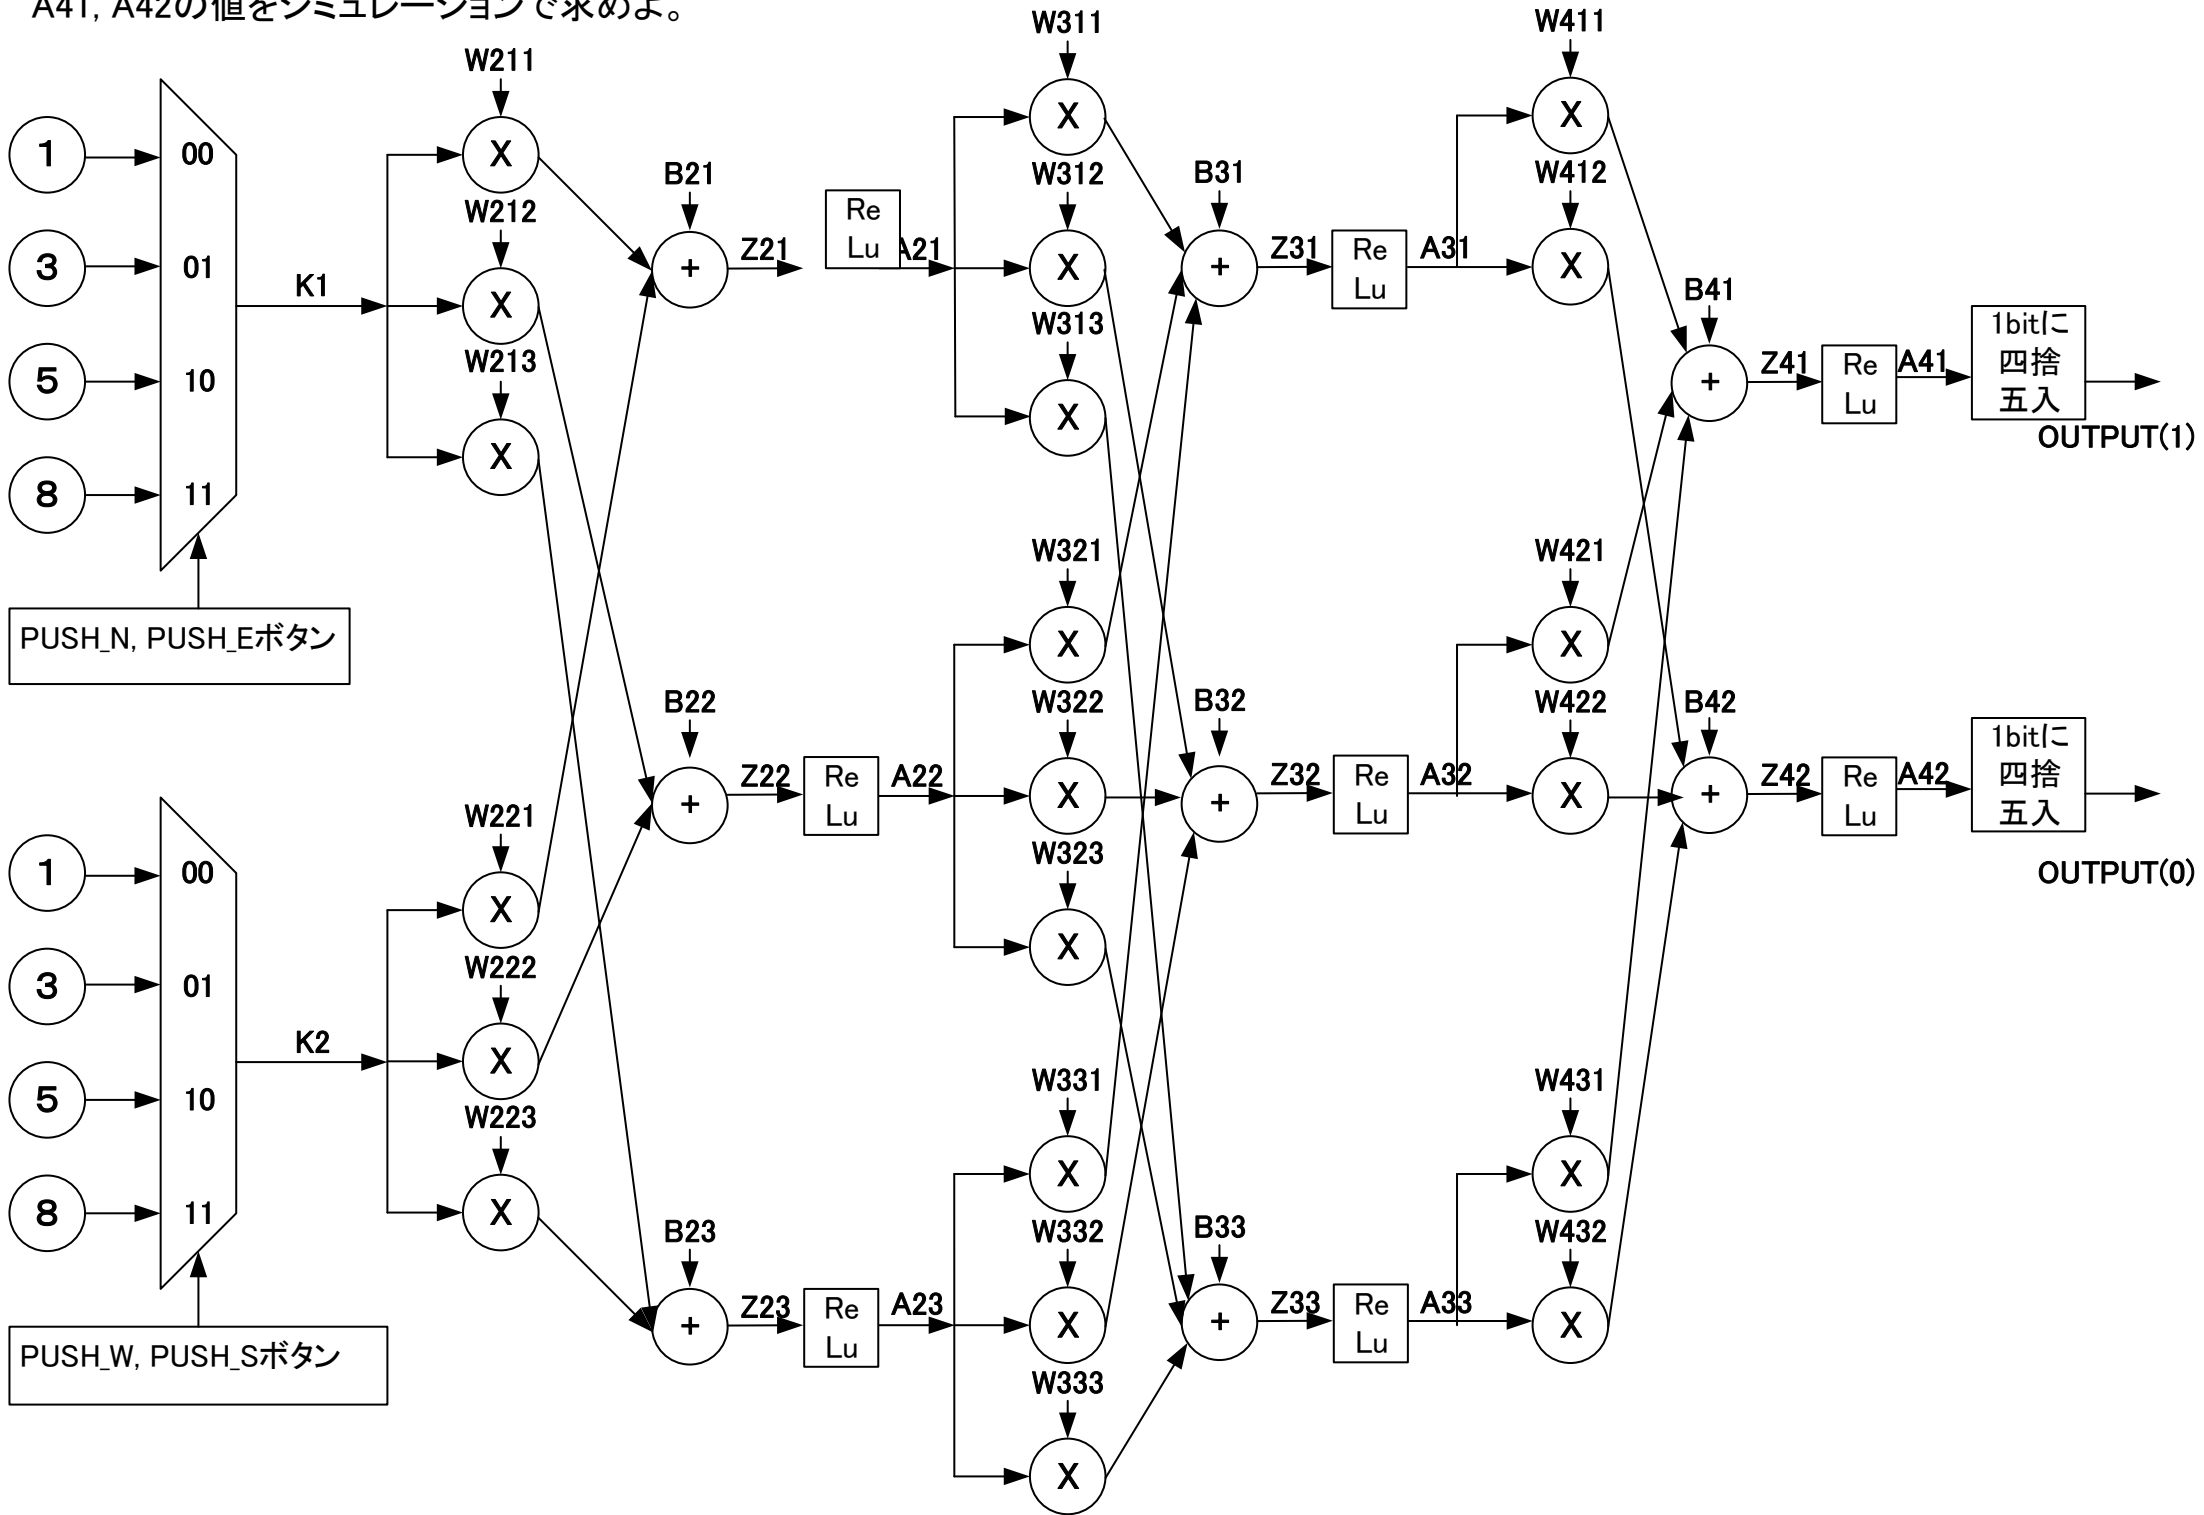 A41, A42の値をシミュレーションで求めよ。
1
3
5
8
00
01
10
11
PUSH_N, PUSH_Eボタン
K1
W211
X
W212
X
W213
X
B21
+
Z21
Re
Lu
A21
W311
X
W312
X
W313
X
B31
+
Z31
Re
Lu
A31
W411
X
W412
X
B41
+
Z41
Re
Lu
A41
1bitに
四捨
五入
OUTPUT(1)
B22
+
Z22
Re
Lu
A22
W321
X
W322
X
W323
X
B32
+
Z32
Re
Lu
A32
W421
X
W422
X
B42
+
Z42
Re
Lu
A42
1bitに
四捨
五入
OUTPUT(0)
1
3
5
8
00
01
10
11
PUSH_W, PUSH_Sボタン
K2
W221
X
W222
X
W223
X
B23
+
Z23
Re
Lu
A23
W331
X
W332
X
W333
X
B33
+
Z33
Re
Lu
A33
W431
X
W432
X